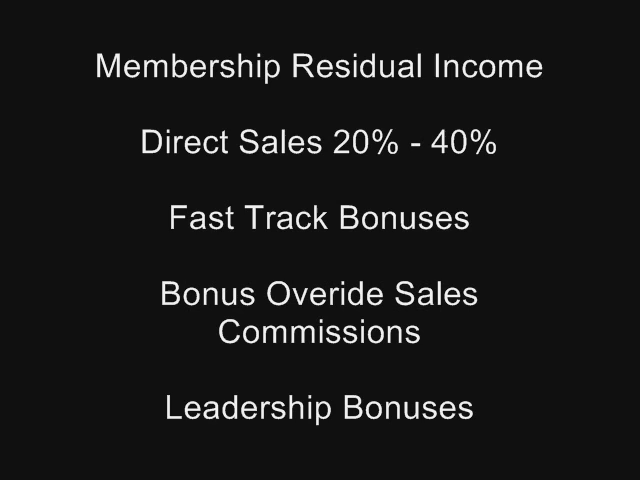 Membership Residual Income
Direct Sales 20% - 40%
Fast Track Bonuses
Bonus Overide Sales
Commissions
Leadership Bonuses